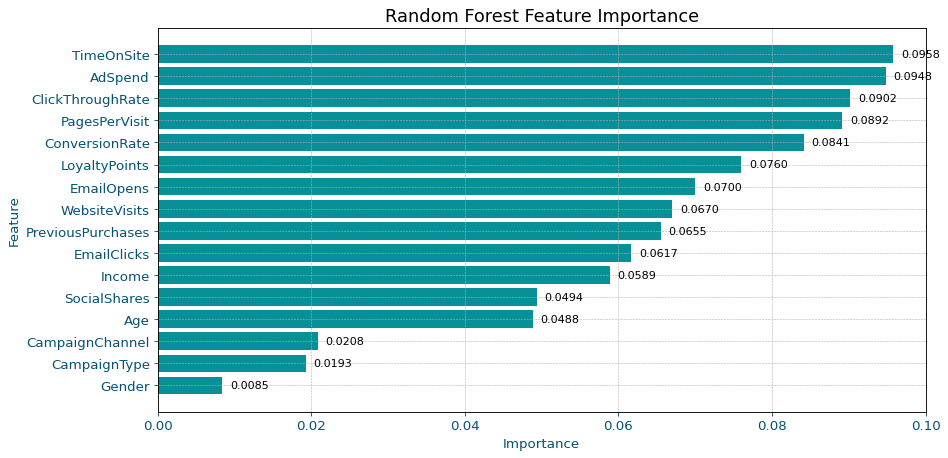 Random Forest Feature Importance
Feature
TimeOnSite 0.0958
AdSpend 0.0948
ClickThroughRate 0.0902
PagesPerVisit 0.0892
ConversionRate 0.0841
LoyaltyPoints 0.0760
EmailOpens 0.0700
WebsiteVisits 0.0670
PreviousPurchases 0.0655
EmailClicks 0.0617
Income 0.0589
SocialShares 0.0494
Age 0.0488
CampaignChannel 0.0208
CampaignType 0.0193
Gender 0.0085
0.00 0.02 0.04 0.06 0.08 0.10
Importance